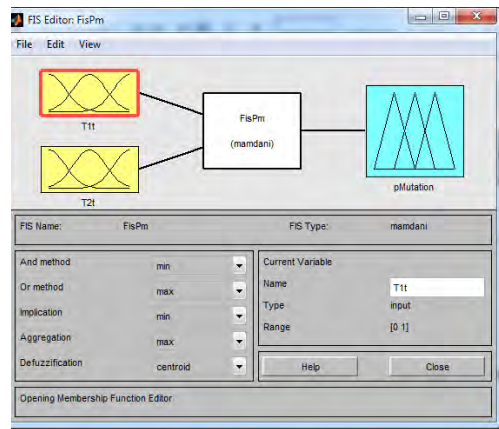 FIS Editor: FisPm
File Edit View
T1t
T2t
FisPm
(mamdani)
pMutation
FIS Name: FisPm FIS Type: mamdani
And method min
Or method max
Implication min
Aggregation max
Defuzzification centroid
Current Variable
Name T1t
Type input
Range [0 1]
Help Close
Opening Membership Function Editor